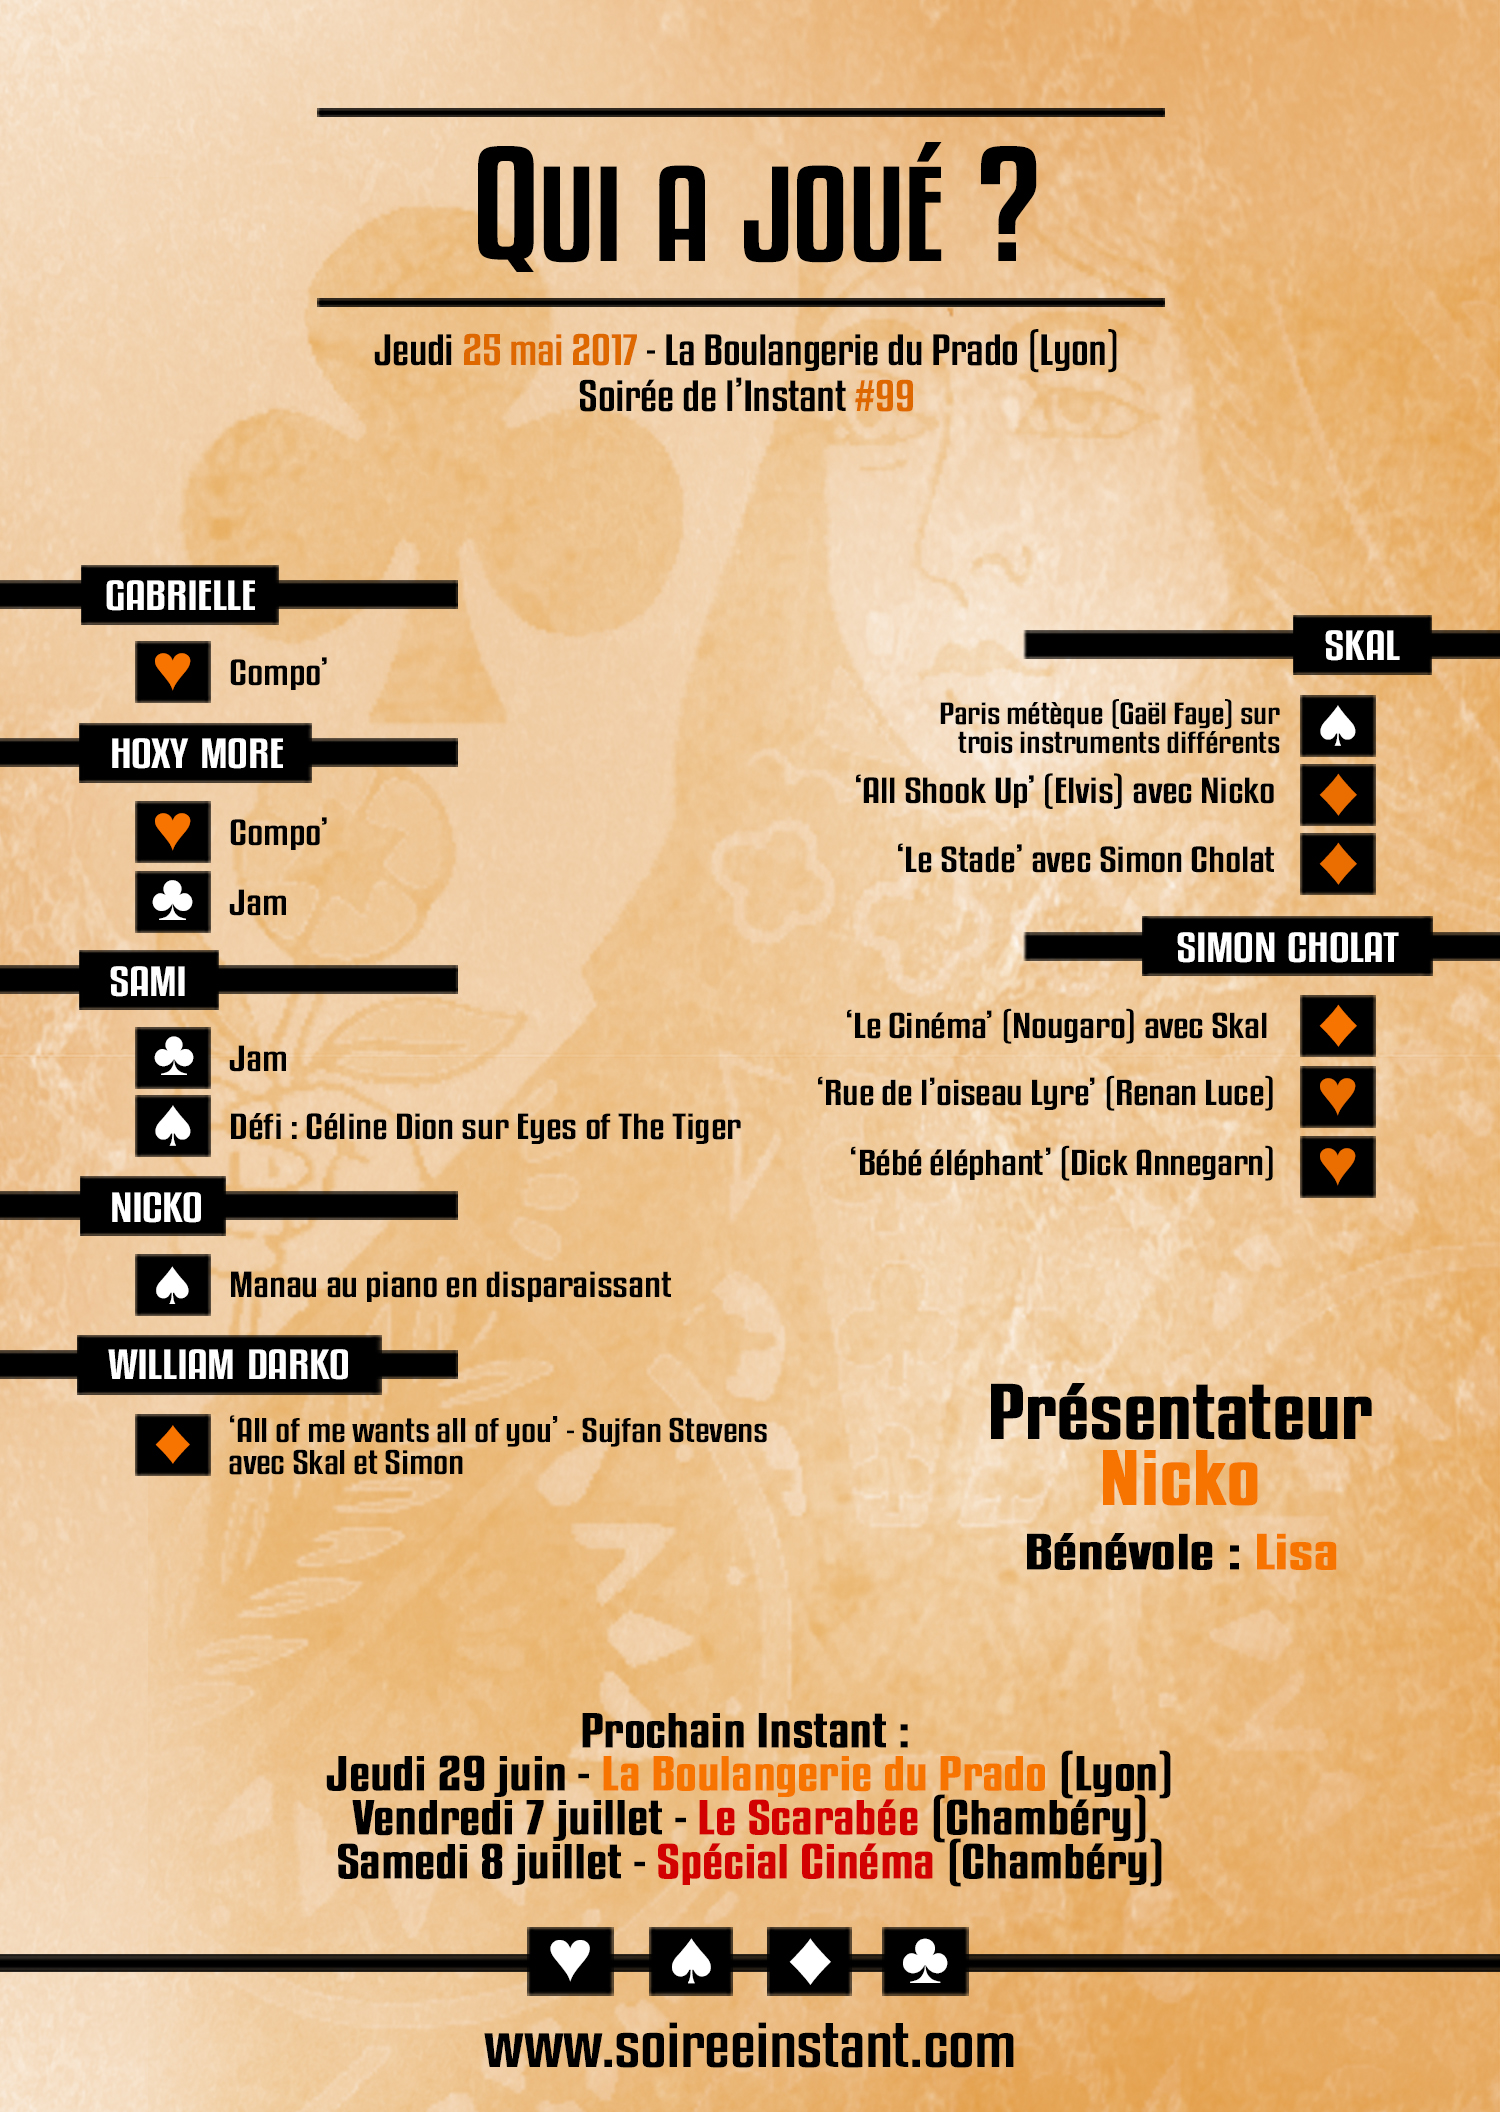 Qui a joué ?
Jeudi 25 mai 2017 - La Boulangerie du Prado (Lyon)
Soirée de l'Instant #99
GABRIELLE
Compo'
HOXY MORE
Compo'
Jam
SAMI
Jam
Défi : Céline Dion sur Eyes of The Tiger
NICKO
Manau au piano en disparaissant
WILLIAM DARKO
'All of me wants all of you' - Sujfan Stevens
avec Skal et Simon
SKAL
Paris métèque (Gaël Faye) sur
trois instruments différents
'All Shook Up' (Elvis) avec Nicko
'Le Stade' avec Simon Cholat
SIMON CHOLAT
'Le Cinéma' (Nougaro) avec Skal
'Rue de l'oiseau Lyre' (Renan Luce)
'Bébé éléphant' (Dick Annegarn)
Présentateur
Nicko
Bénévole : Lisa
Prochain Instant :
Jeudi 29 juin - La Boulangerie du Prado (Lyon)
Vendredi 7 juillet - Le Scarabée (Chambéry)
Samedi 8 juillet - Spécial Cinéma (Chambéry)
www.soireeinstant.com